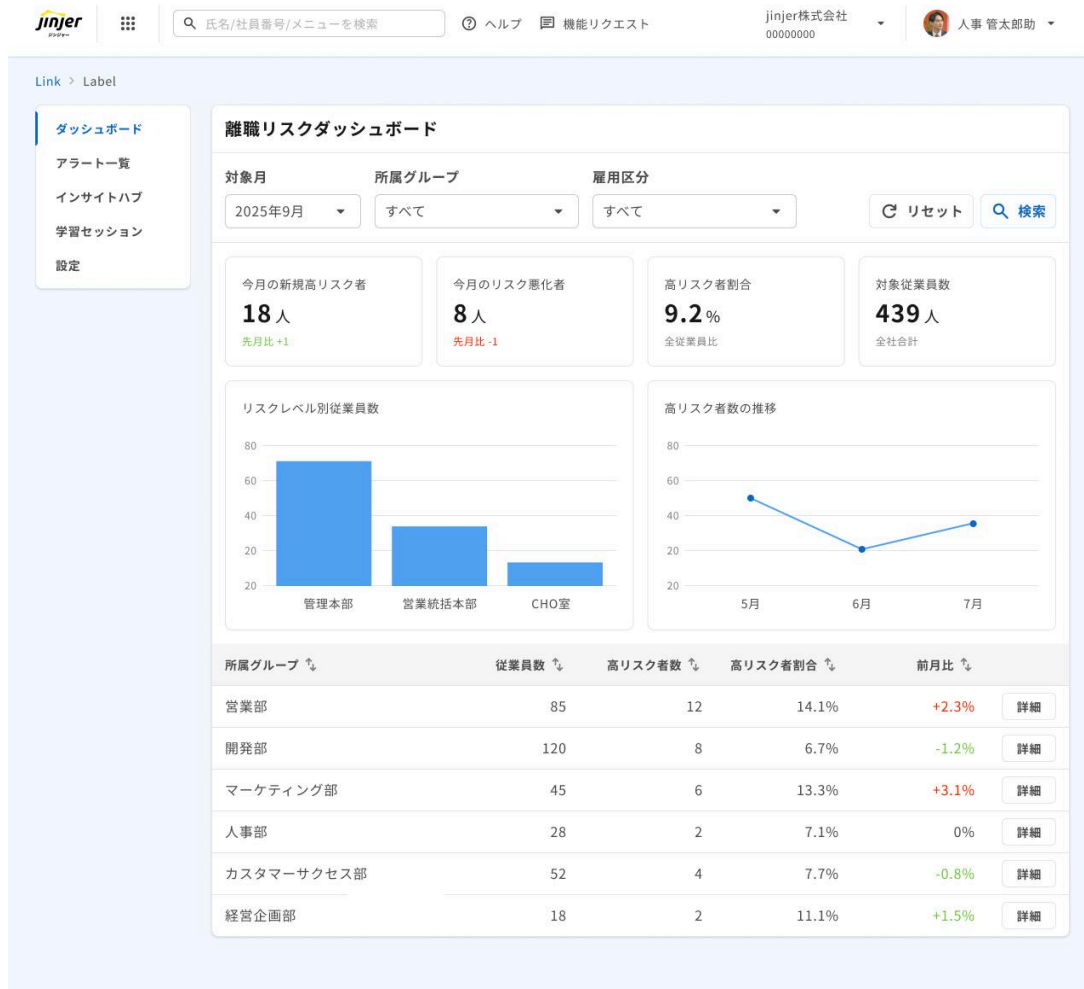 jinjer
ジンジャー
氏名/社員番号/メニューを検索
ヘルプ
機能リクエスト
jinjer株式会社
00000000
人事 管太郎助
Link > Label
ダッシュボード
アラート一覧
インサイトハブ
学習セッション
設定
離職リスクダッシュボード
対象月 所属グループ 雇用区分
2025年9月 すべて すべて リセット 検索
今月の新規高リスク者
18人
先月比 +1
今月のリスク悪化者
8人
先月比 -1
高リスク者割合
9.2%
全従業員比
対象従業員数
439人
全社合計
リスクレベル別従業員数
80
60
40
20
20
管理本部 営業統括本部 CHO室
高リスク者数の推移
80
60
40
20
20
5月 6月 7月
所属グループ 従業員数 高リスク者数 高リスク者割合 前月比
営業部 85 12 14.1% +2.3% 詳細
開発部 120 8 6.7% -1.2% 詳細
マーケティング部 45 6 13.3% +3.1% 詳細
人事部 28 2 7.1% 0% 詳細
カスタマーサクセス部 52 4 7.7% -0.8% 詳細
経営企画部 18 2 11.1% +1.5% 詳細